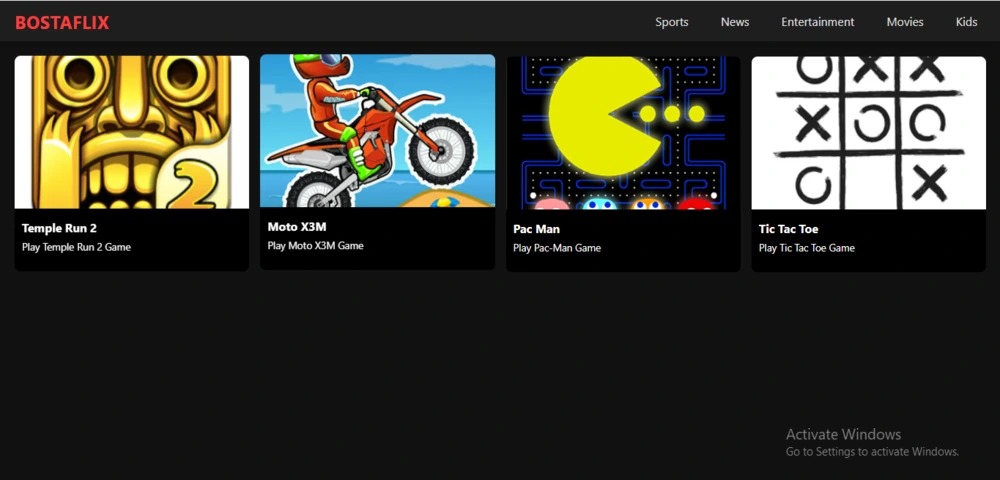 BOSTAFLIX
Sports News Entertainment Movies Kids
2
Temple Run 2
Play Temple Run 2 Game
Moto X3M
Play Moto X3M Game
Pac Man
Play Pac-Man Game
Tic Tac Toe
Play Tic Tac Toe Game
Activate Windows
Go to Settings to activate Windows.